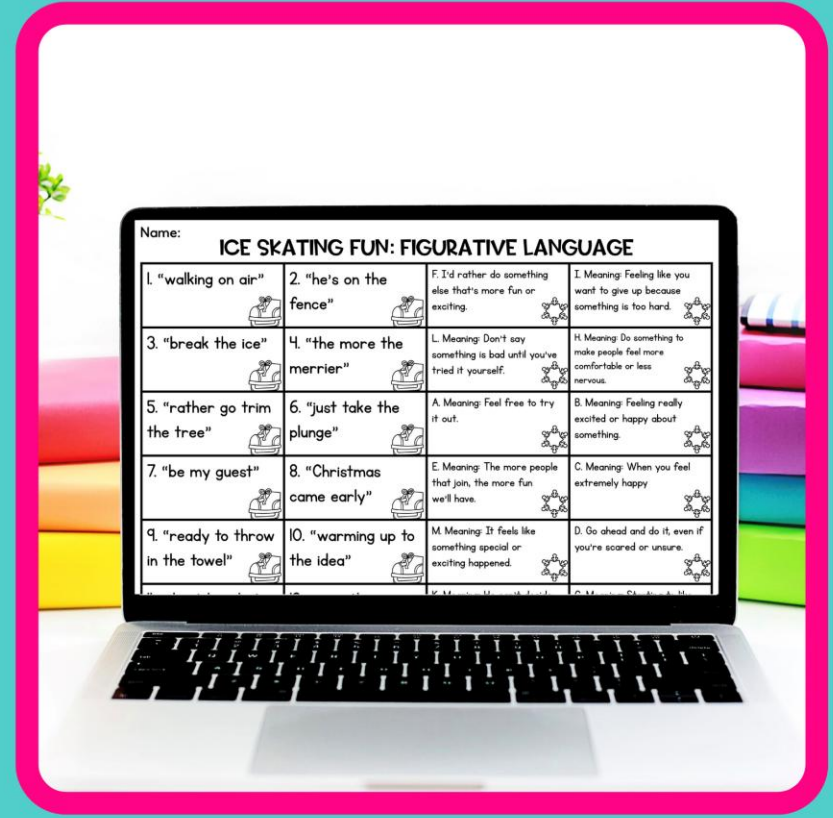 Name:
ICE SKATING FUN: FIGURATIVE LANGUAGE
1. "walking on air"
2. "he's on the
fence"
F. I'd rather do something
else that's more fun or
exciting.
I. Meaning: Feeling like you
want to give up because
something is too hard.
3. "break the ice"
4. "the more the
merrier"
L. Meaning: Don't say
something is bad until you've
tried it yourself.
H. Meaning: Do something to
make people feel more
comfortable or less
nervous.
5. "rather go trim
the tree"
6. "just take the
plunge"
A. Meaning: Feel free to try
it out.
B. Meaning: Feeling really
excited or happy about
something.
7. "be my guest"
8. "Christmas
came early"
E. Meaning: The more people
that join, the more fun
we'll have.
C. Meaning: When you feel
extremely happy
9. "ready to throw
in the towel"
10. "warming up to
the idea"
M. Meaning: It feels like
something special or
exciting happened.
D. Go ahead and do it, even if
you're scared or unsure.